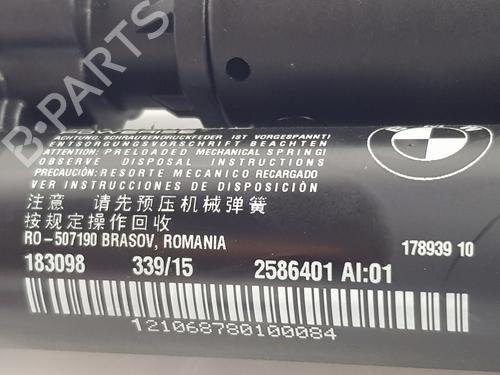 B-PARTS
ACHTUNG: SCHRAUBENDRUCKFEDER IST VORGESPANNT!
ENTSORGUNGSVORSCHRIFT BEACHTEN
ATTENTION: PRELOADED MECHANICAL SPRING!
OBSERVE DISPOSAL INSTRUCTIONS
PRECAUCIÓN: RESORTE MECANICO RECARGADO
VER INSTRUCCIONES DE DISPOSICIÓN
注意 请先预压机械弹簧
按规定操作回收
RO-507190 BRASOV, ROMANIA
178939 10
183098 339/15 2586401 AI:01
121068780100084